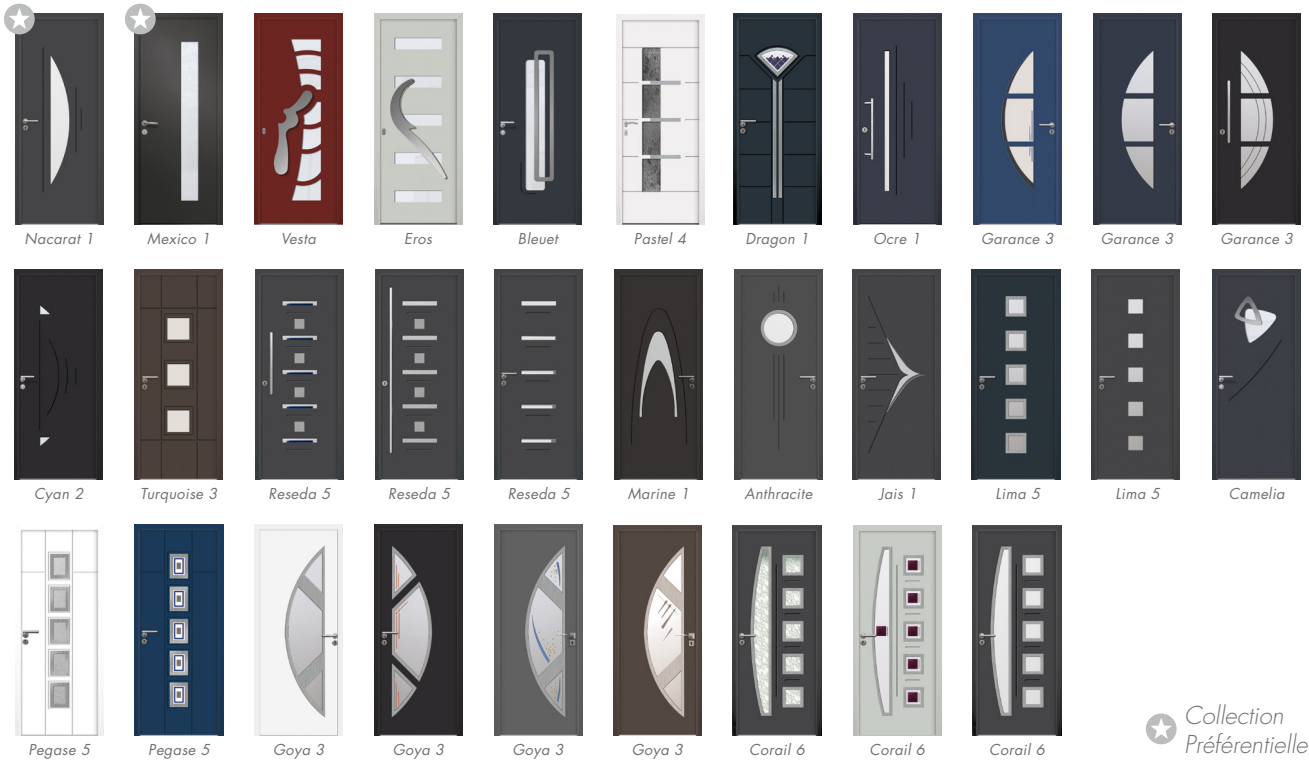 Nacarat 1 Mexico 1 Vesta Eros Bleuet Pastel 4 Dragon 1 Ocre 1 Garance 3 Garance 3 Garance 3
Cyan 2 Turquoise 3 Reseda 5 Reseda 5 Reseda 5 Marine 1 Anthracite Jais 1 Lima 5 Lima 5 Camelia
Pegase 5 Pegase 5 Goya 3 Goya 3 Goya 3 Goya 3 Corail 6 Corail 6 Corail 6
Collection
Préférentielle